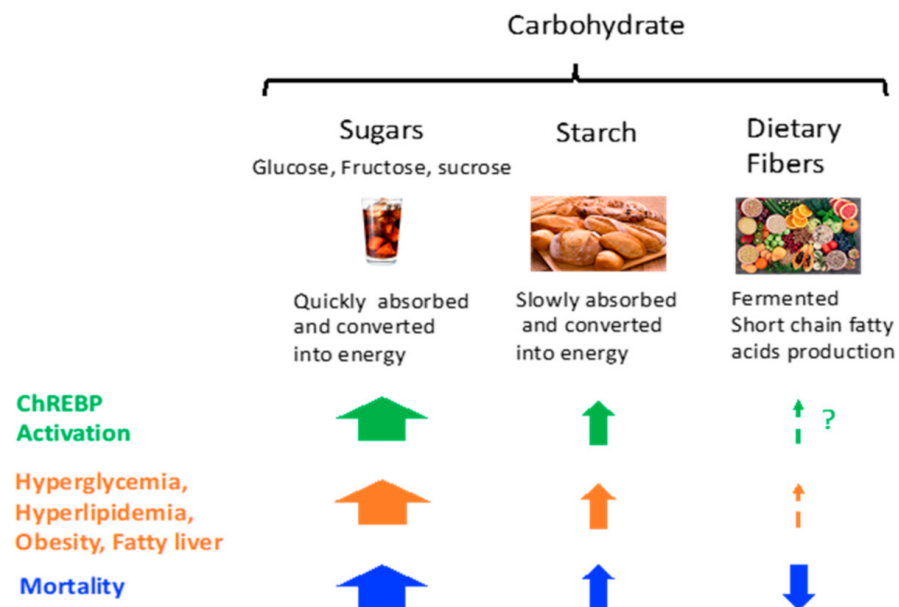 Carbohydrate
Sugars
Glucose, Fructose, sucrose
Starch
Dietary
Fibers
Quickly absorbed
and converted
into energy
Slowly absorbed
and converted
into energy
Fermented
Short chain fatty
acids production
ChREBP
Activation
?
Hyperglycemia,
Hyperlipidemia,
Obesity, Fatty liver
Mortality